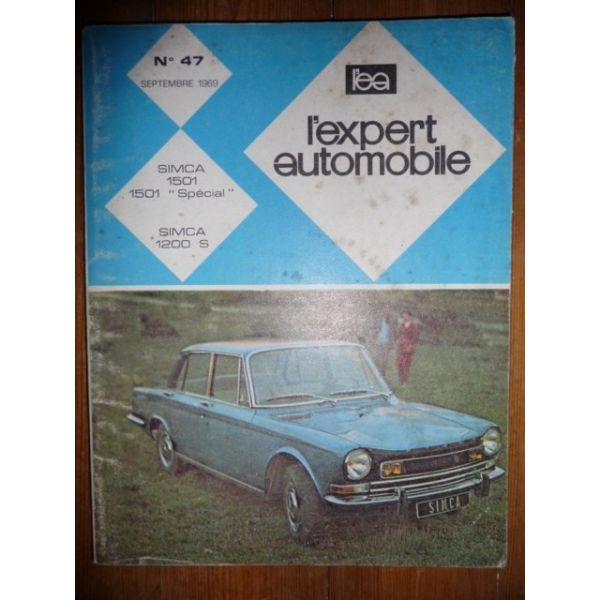 N° 47
SEPTEMBRE 1969
l'ea
l'expert
automobile
SIMCA
1501
1501 "Spécial"
SIMCA
1200 S
SIMCA